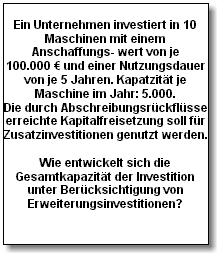 Ein Unternehmen investiert in 10
Maschinen mit einem
Anschaffungs- wert von je
100.000 € und einer Nutzungsdauer
von je 5 Jahren. Kapatzität je
Maschine im Jahr: 5.000.
Die durch Abschreibungsrückflüsse
erreichte Kapitalfreisetzung soll für
Zusatzinvestitionen genutzt werden.
Wie entwickelt sich die
Gesamtkapazität der Investition
unter Berücksichtigung von
Erweiterungsinvestitionen?